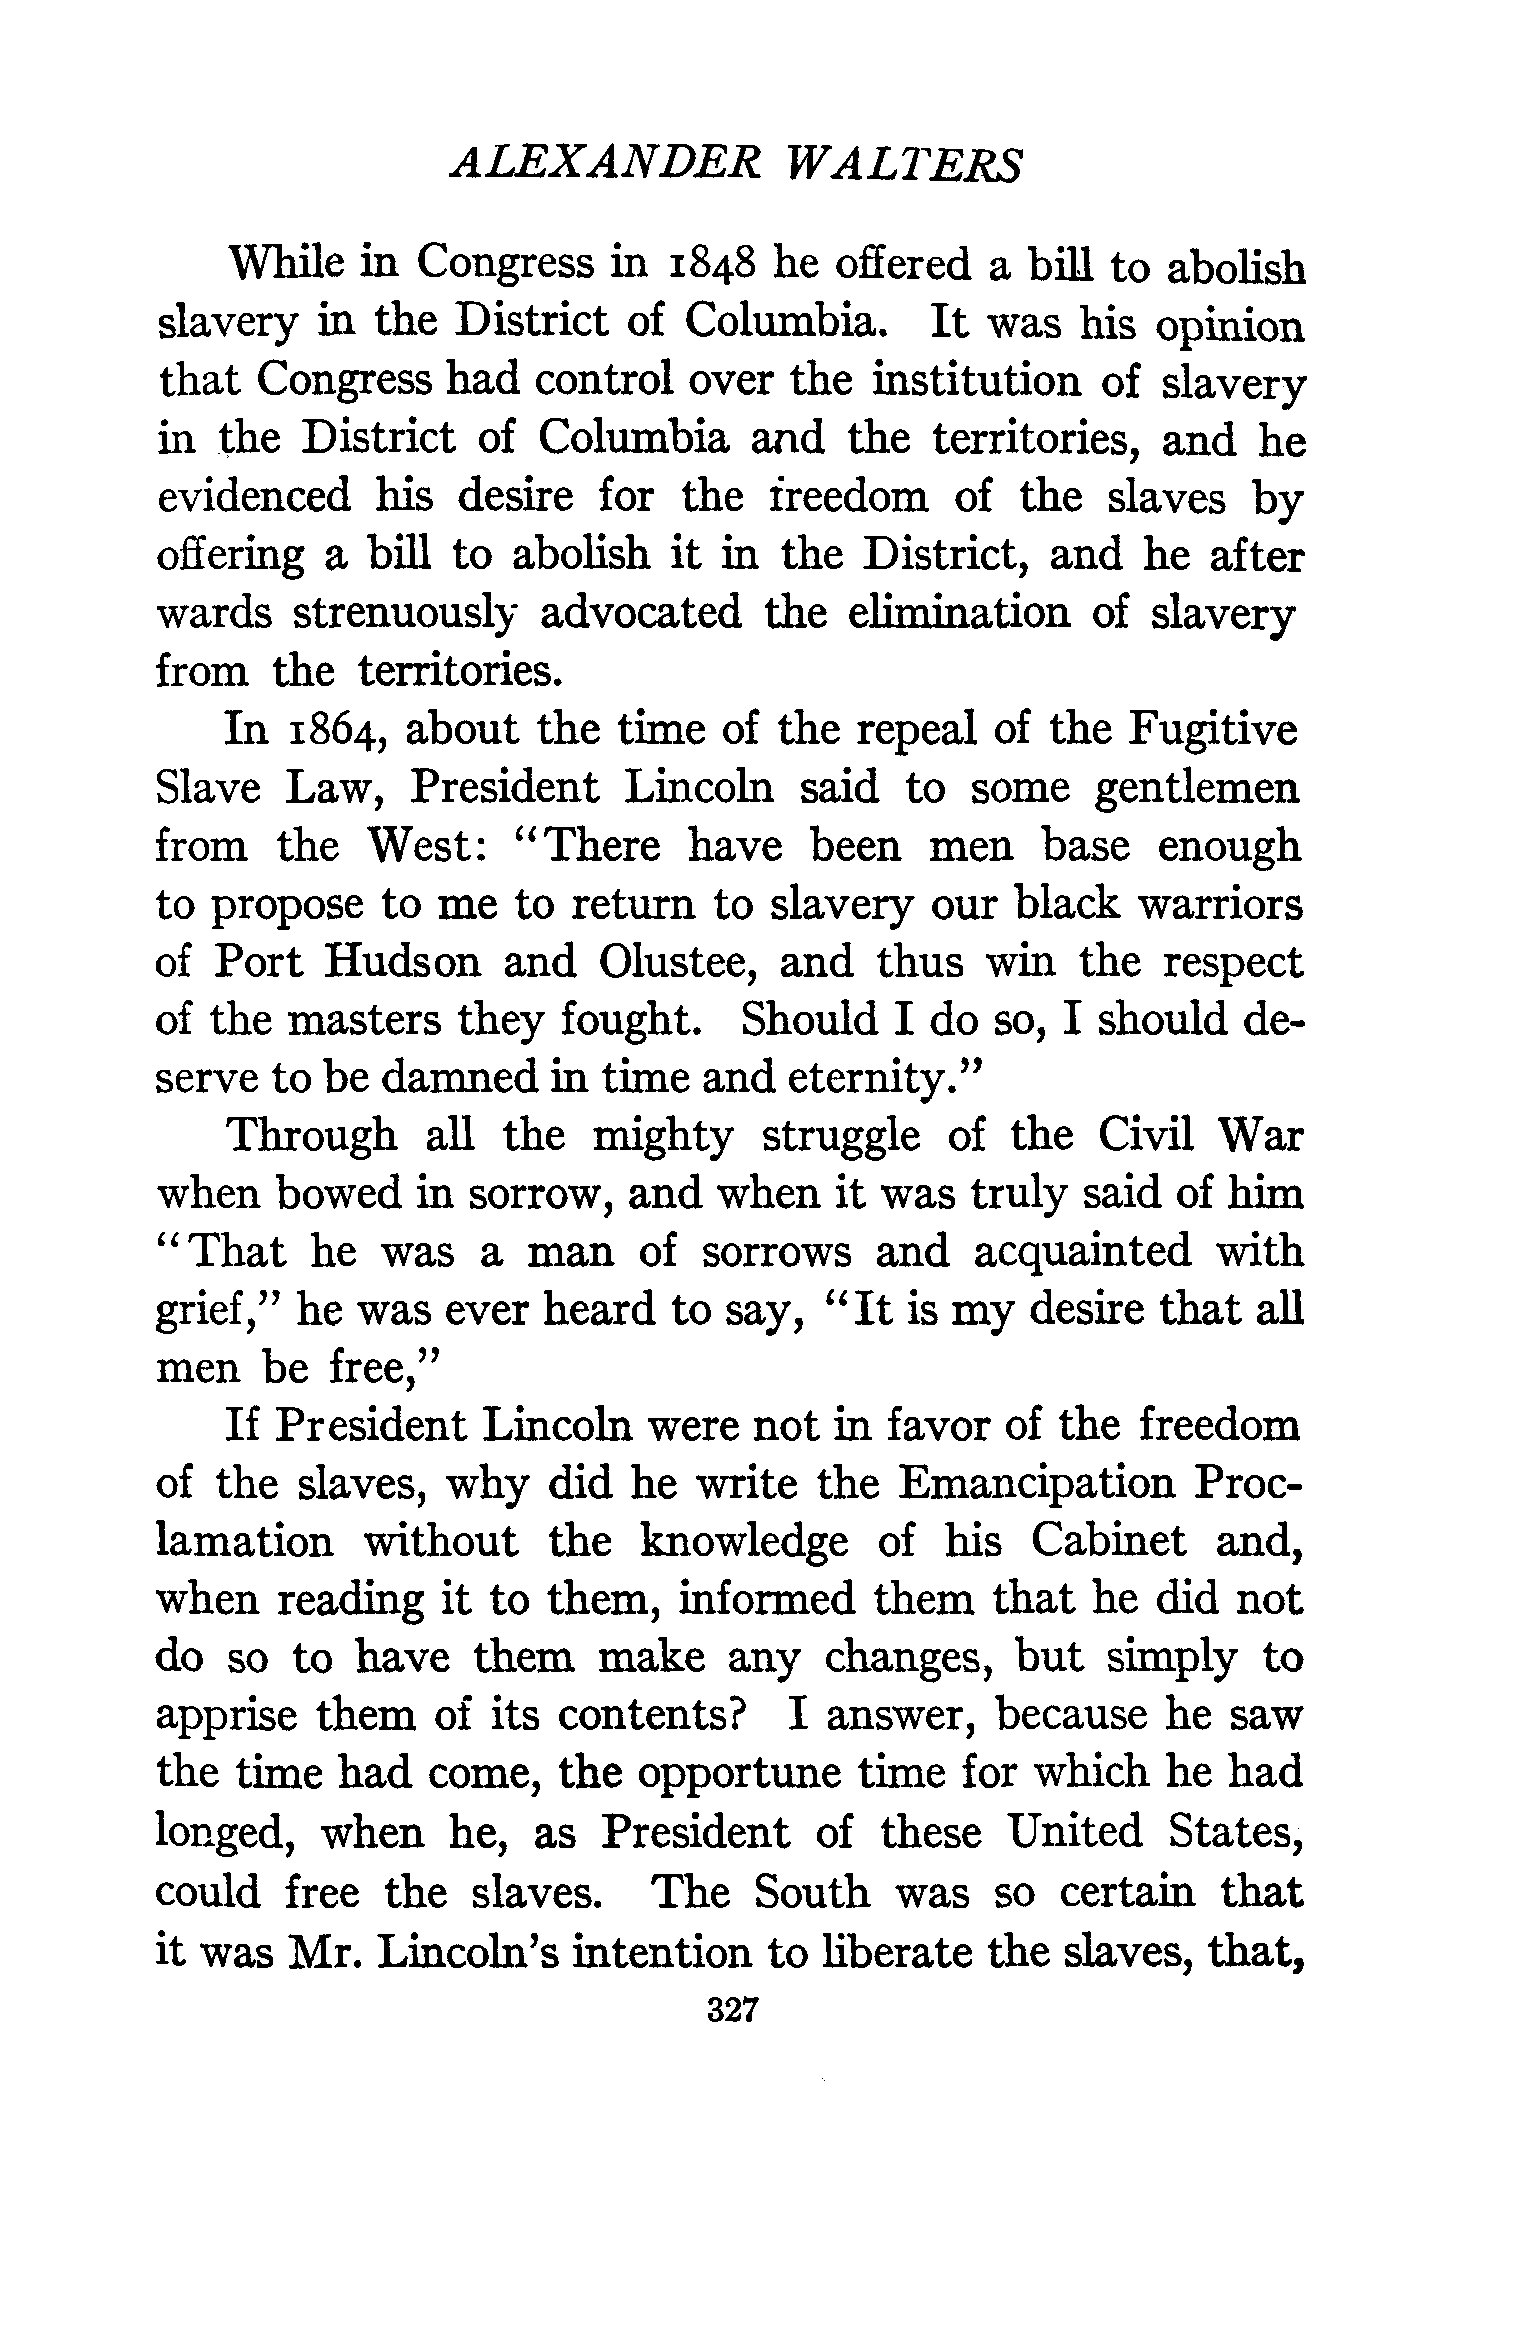 ALEXANDER WALTERS
While in Congress in 1848 he offered a bill to abolish
slavery in the District of Columbia. It was his opinion
that Congress had control over the institution of slavery
in the District of Columbia and the territories, and he
evidenced his desire for the freedom of the slaves by
offering a bill to abolish it in the District, and he after
wards strenuously advocated the elimination of slavery
from the territories.
In 1864, about the time of the repeal of the Fugitive
Slave Law, President Lincoln said to some gentlemen
from the West: "There have been men base enough
to propose to me to return to slavery our black warriors
of Port Hudson and Olustee, and thus win the respect
of the masters they fought. Should I do so, I should de-
serve to be damned in time and eternity."
Through all the mighty struggle of the Civil War
when bowed in sorrow, and when it was truly said of him
"That he was a man of sorrows and acquainted with
grief," he was ever heard to say, "It is my desire that all
men be free,"
If President Lincoln were not in favor of the freedom
of the slaves, why did he write the Emancipation Proc-
lamation without the knowledge of his Cabinet and,
when reading it to them, informed them that he did not
do so to have them make any changes, but simply to
apprise them of its contents? I answer, because he saw
the time had come, the opportune time for which he had
longed, when he, as President of these United States,
could free the slaves. The South was so certain that
it was Mr. Lincoln's intention to liberate the slaves, that,
327